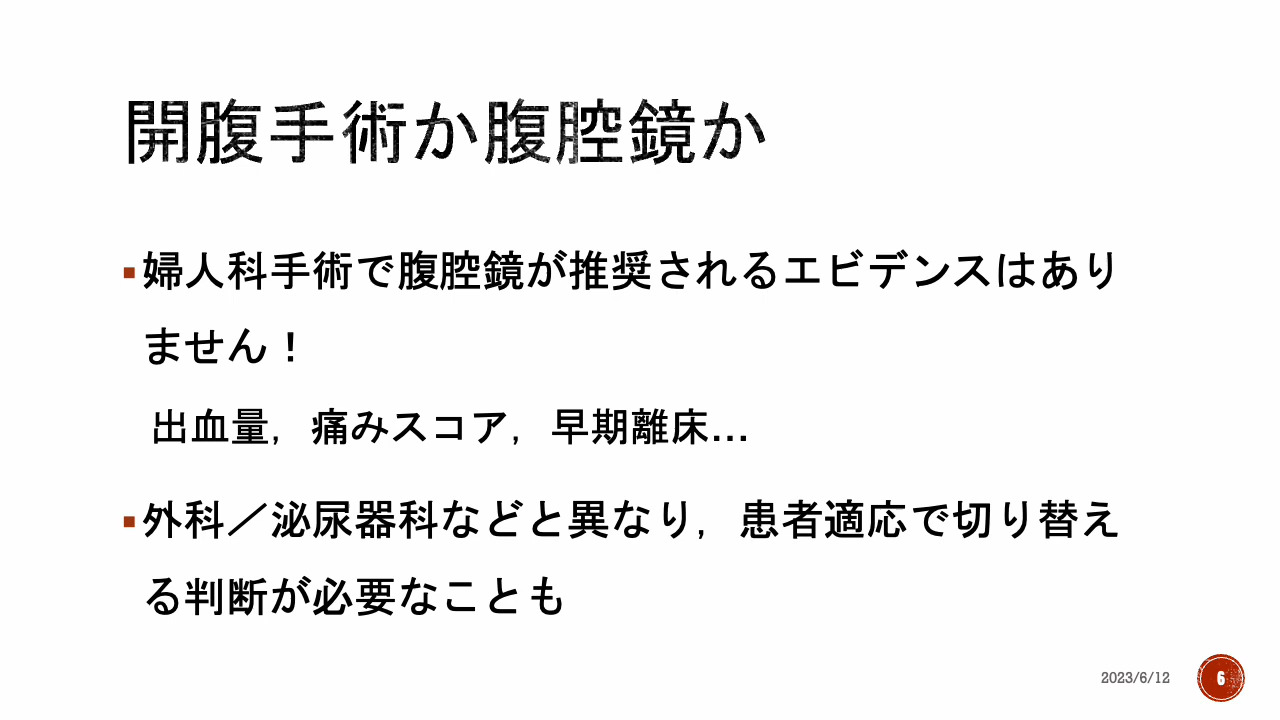 開腹手術か腹腔鏡か
▪婦人科手術で腹腔鏡が推奨されるエビデンスはあり
ません！
出血量，痛みスコア，早期離床…
▪外科／泌尿器科などと異なり，患者適応で切り替え
る判断が必要なことも
2023/6/12
6